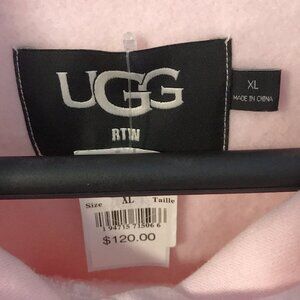 UGG
RTW
XL
MADE IN CHINA
Size XL Taille
1 94715 71506 6
$120.00